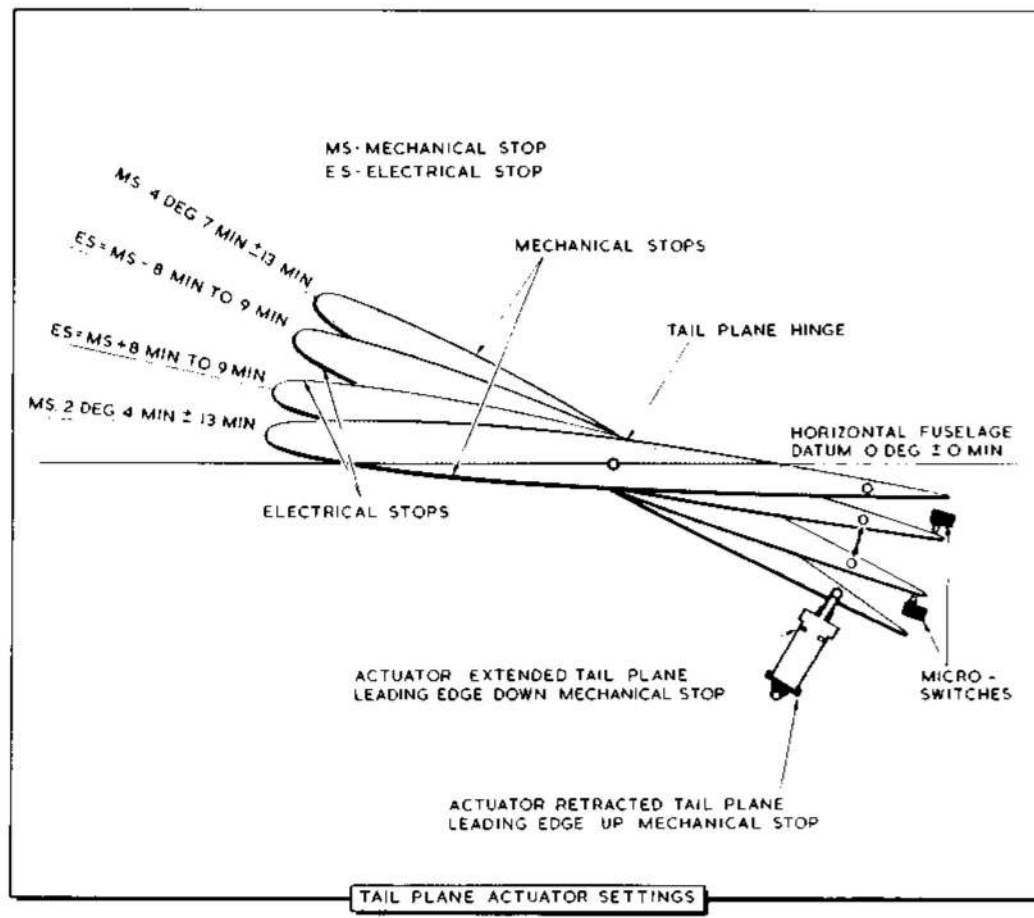 MS-MECHANICAL STOP
ES-ELECTRICAL STOP
MS 4 DEG 7 MIN ±13 MIN
ES=MS-8 MIN TO 9 MIN
ES=MS+8 MIN TO 9 MIN
MS. 2 DEG 4 MIN ± 13 MIN
MECHANICAL STOPS
TAIL PLANE HINGE
HORIZONTAL FUSELAGE
DATUM 0 DEG ±0 MIN
ELECTRICAL STOPS
ACTUATOR EXTENDED TAIL PLANE
LEADING EDGE DOWN MECHANICAL STOP
MICRO-
SWITCHES
ACTUATOR RETRACTED TAIL PLANE
LEADING EDGE UP MECHANICAL STOP
TAIL PLANE ACTUATOR SETTINGS